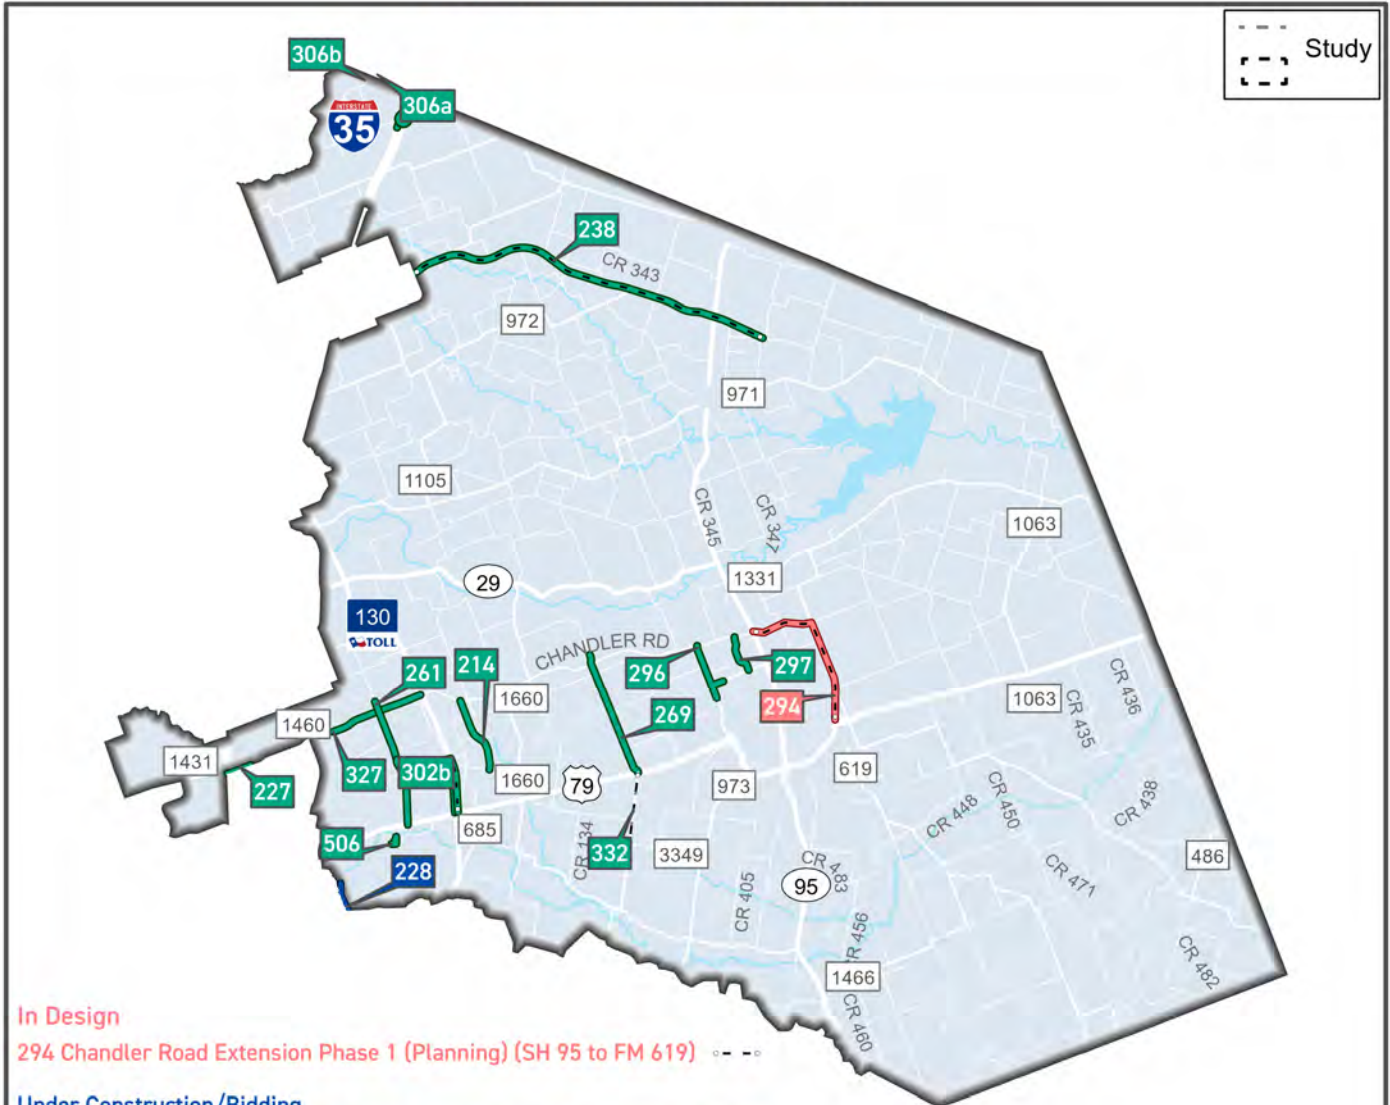 Study
306b
306a
INTERSTATE
35
238
CR 343
972
971
1105
CR 345
CR 347
1063
1331
29
130
TOLL
CHANDLER RD
261
214
1660
296
297
294
269
1063
CR 436
CR 435
1460
1431
327
302b
1660
79
973
619
227
CR 450
CR 438
CR 448
506
685
CR 134
332
3349
CR 483
486
228
CR 405
95
CR 471
CR 456
1466
CR 482
CR 460
In Design
294 Chandler Road Extension Phase 1 (Planning) (SH 95 to FM 619)
Under Construction/Bidding